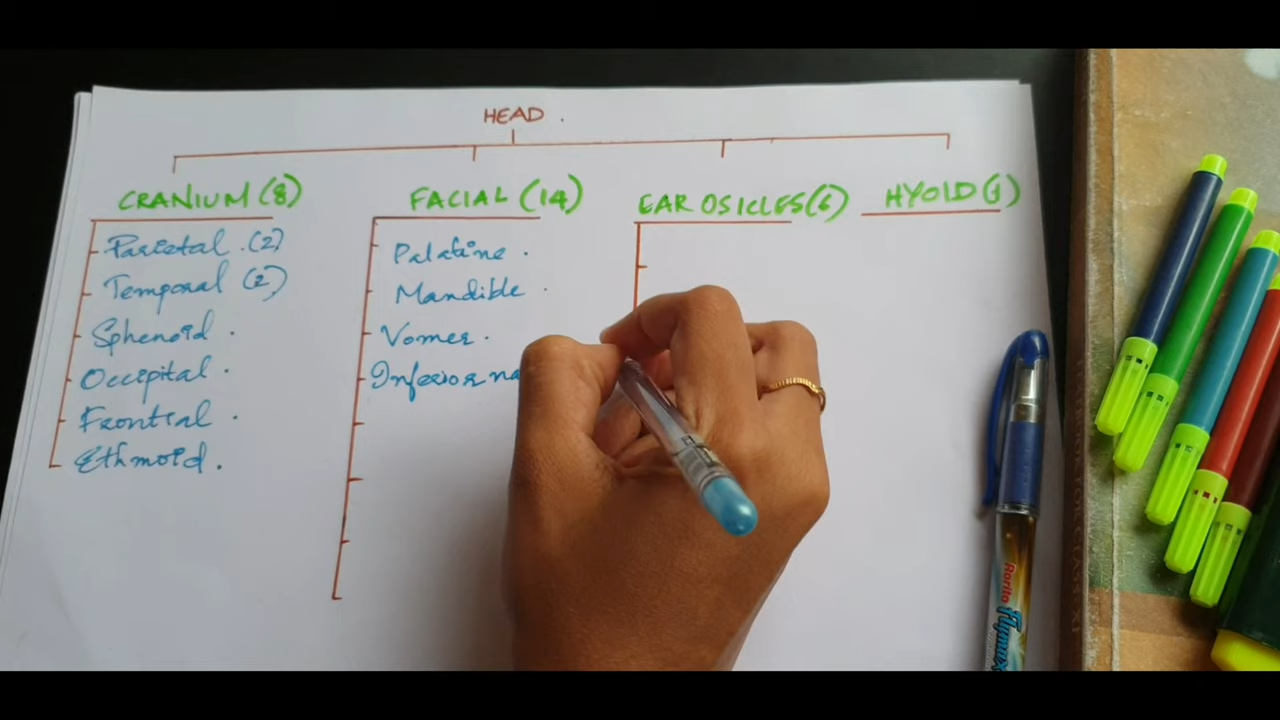 HEAD .
CRANIUM (8)
Parietal . (2)
Temporal (2)
Sphenoid .
Occipital .
Frontal .
Ethmoid .
FACIAL (14)
Palatine .
Mandible .
Vomer .
Inferior na
EAR OSICLES (6)
HYOID (1)
Rorito